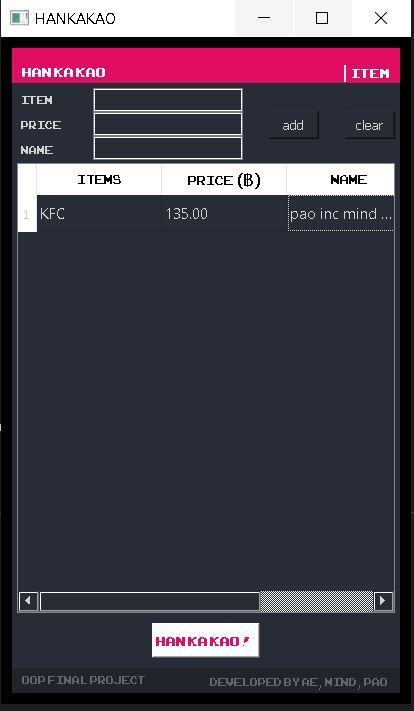 HANKAKAO
HANKAKAO | ITEM
ITEM
PRICE
add clear
NAME
ITEMS PRICE(฿) NAME
1 KFC 135.00 pao inc mind ...
HANKAKAO!
OOP FINAL PROJECT DEVELOPED BY AE, MIND, PAO